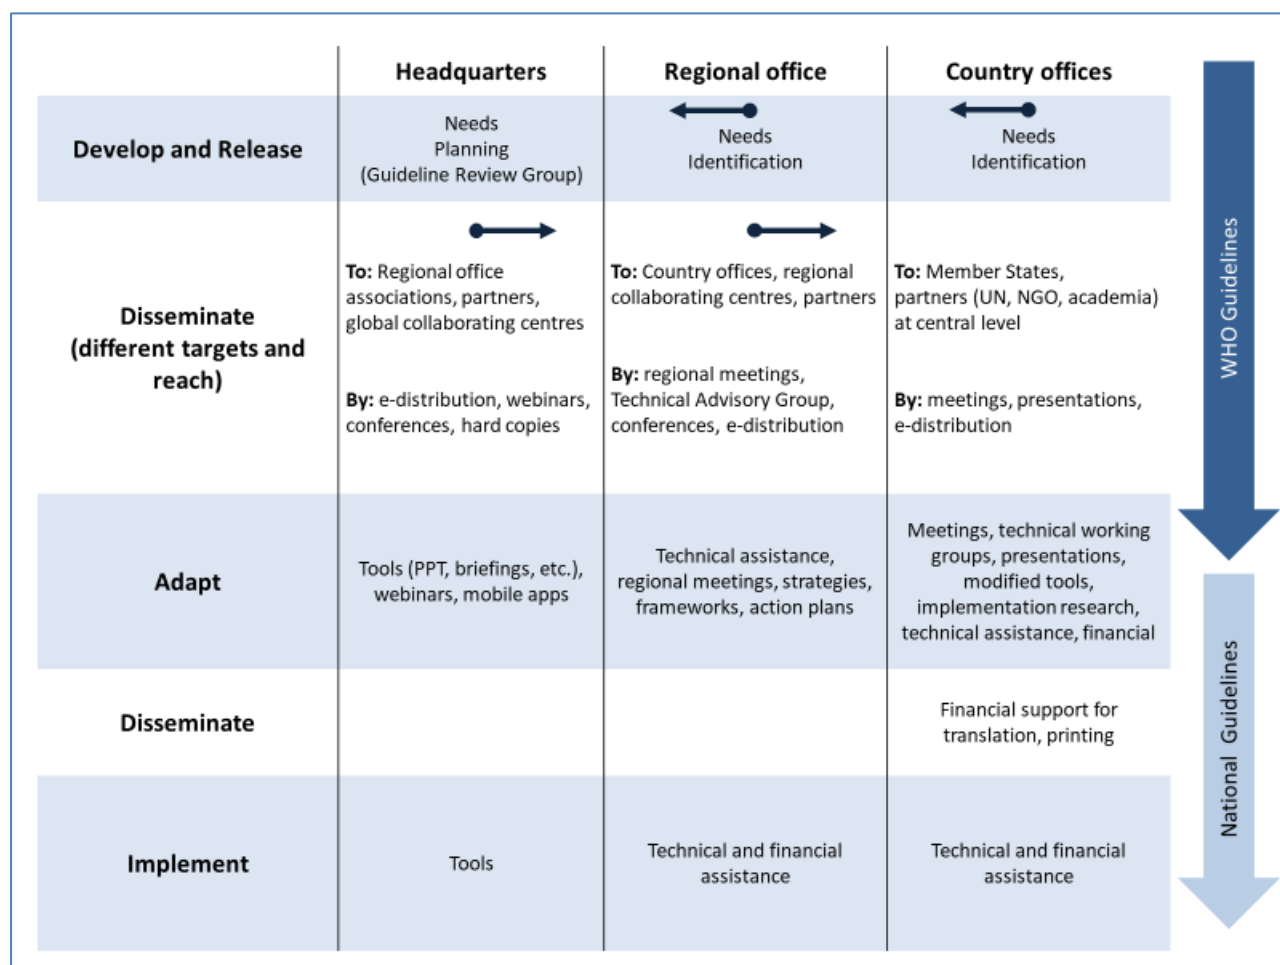 Headquarters
Regional office
Country offices
Develop and Release
Needs
Planning
(Guideline Review Group)
Needs
Identification
Needs
Identification
Disseminate
(different targets and
reach)
To: Regional office
associations, partners,
global collaborating centres
By: e-distribution, webinars,
conferences, hard copies
To: Country offices, regional
collaborating centres, partners
By: regional meetings,
Technical Advisory Group,
conferences, e-distribution
To: Member States,
partners (UN, NGO, academia)
at central level
By: meetings, presentations,
e-distribution
Adapt
Tools (PPT, briefings, etc.),
webinars, mobile apps
Technical assistance,
regional meetings, strategies,
frameworks, action plans
Meetings, technical working
groups, presentations,
modified tools,
implementation research,
technical assistance, financial
Disseminate
Financial support for
translation, printing
Implement
Tools
Technical and financial
assistance
Technical and financial
assistance
WHO Guidelines
National Guidelines